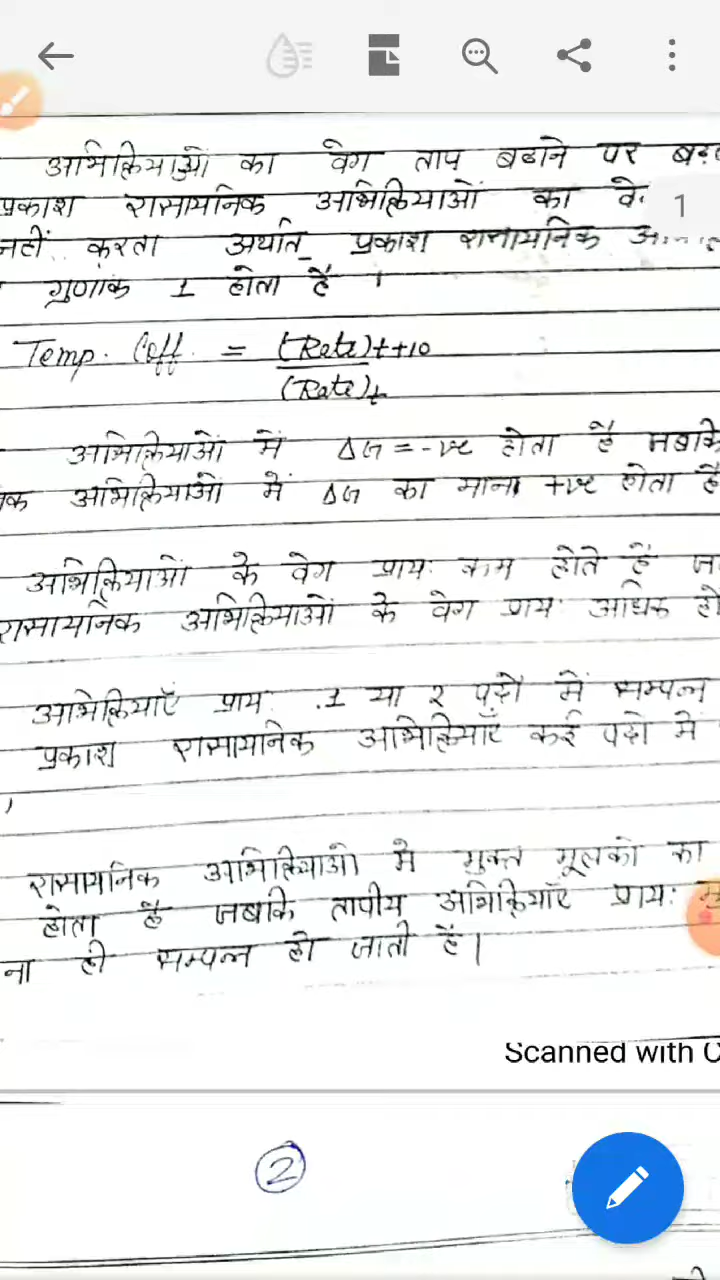 1
अभिक्रियाओं का वेग ताप बढाने पर
प्रकाश रासायनिक अभिक्रियाओं का
करता अर्थात् प्रकाश रासायनिक
गुणांक 1 होता है ।
Temp. Coff. = (Rate)t+10
(Rate)t
अभिक्रियाओं में ΔG = -ve होता है जबकि
अभिक्रियाओं में ΔG का माना +ve होता है
अभिक्रियाओं के वेग प्रायः कम होते है
रासायनिक अभिक्रियाओं के वेग प्रायः अधिक
अभिक्रियाएँ प्रायः 1 या २ पदों में सम्पन्न
प्रकाश रासायनिक अभिक्रियाएँ कई पदों में
रासायनिक अभिक्रियाओं मे मुक्त मूलकों का
होता है जबकि तापीय अभिक्रियाएँ प्रायः
ना ही सम्पन्न हो जाती है।
Scanned with
2